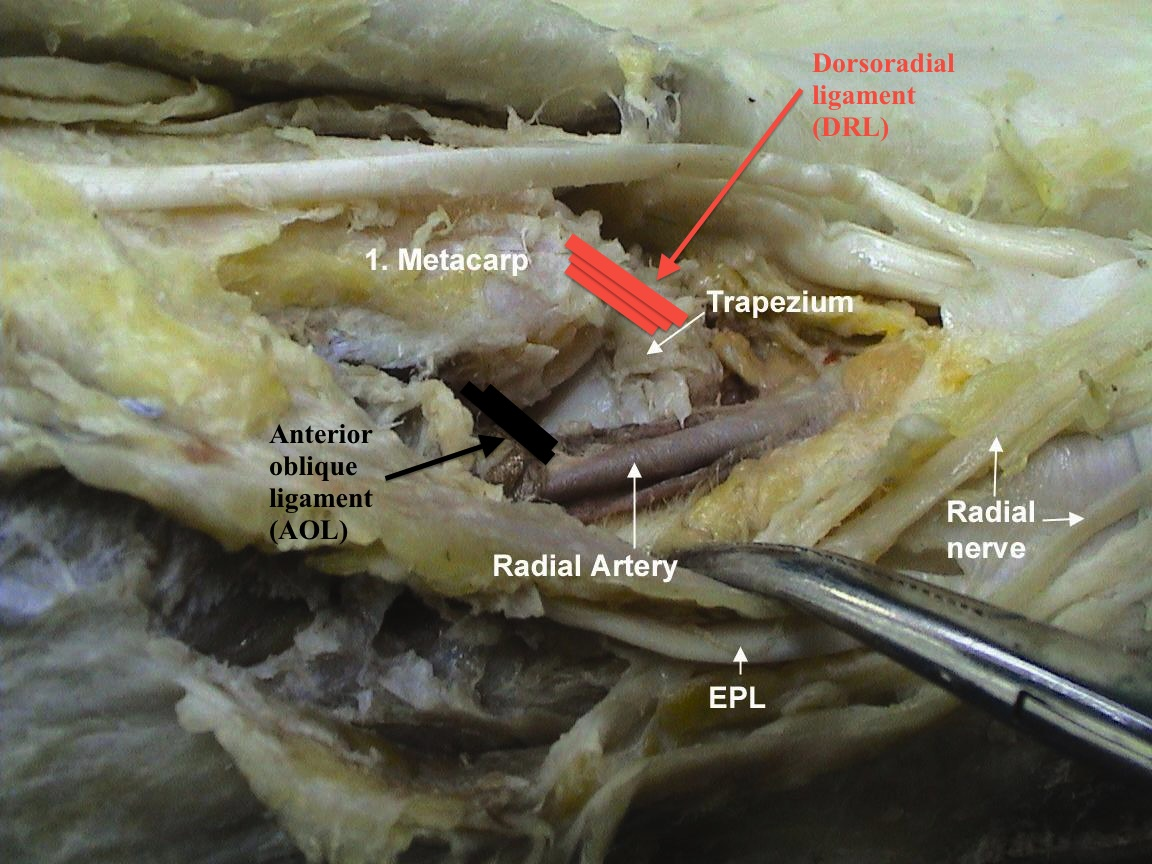 Dorsoradial
ligament
(DRL)
1. Metacarp
Trapezium
Anterior
oblique
ligament
(AOL)
Radial
nerve
Radial Artery
EPL